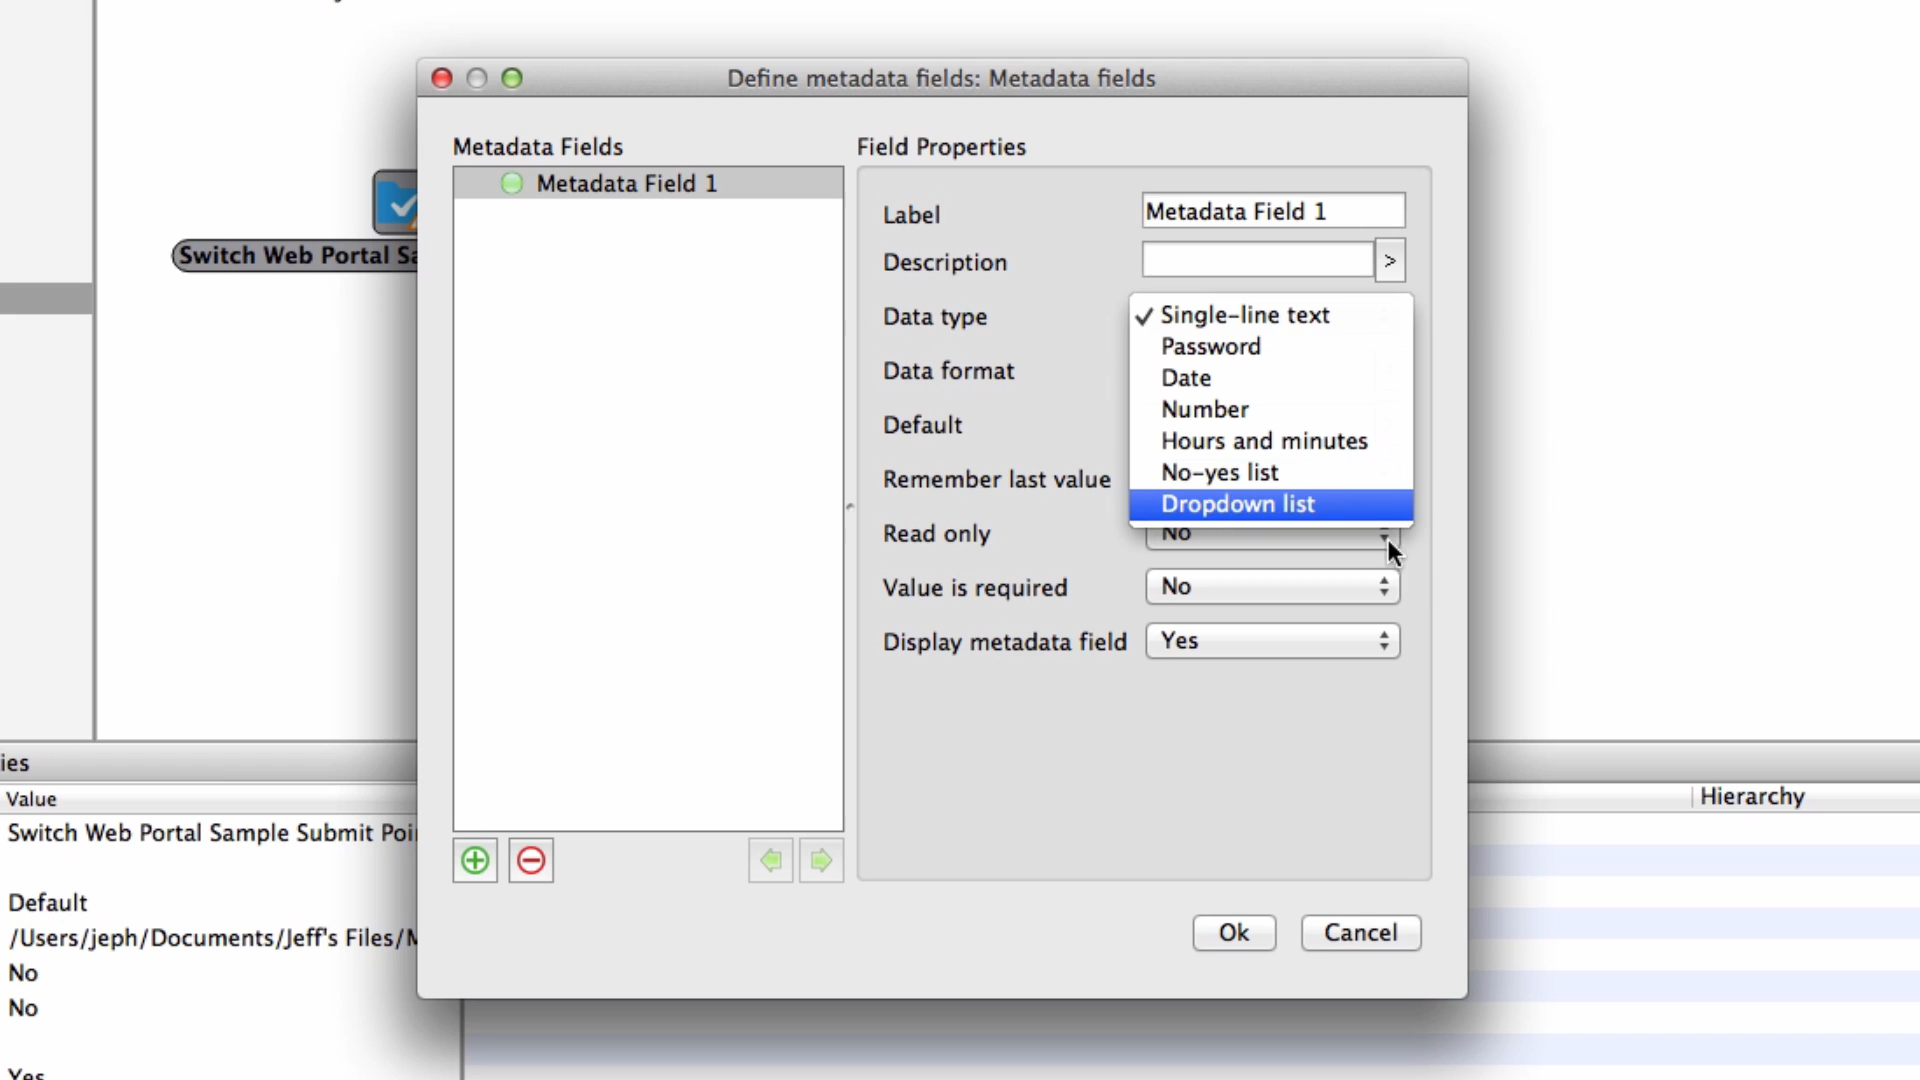 Define metadata fields: Metadata fields
Metadata Fields
Field Properties
Metadata Field 1
Label
Metadata Field 1
Description
>
Data type
Single-line text
Password
Date
Number
Hours and minutes
No-yes list
Dropdown list
Data format
Default
Remember last value
Read only
No
Value is required
No
Display metadata field
Yes
Ok
Cancel
Switch Web Portal Sa
ies
Value
Hierarchy
Switch Web Portal Sample Submit Poi
Default
/Users/jeph/Documents/Jeff's Files/M
No
No
Yes